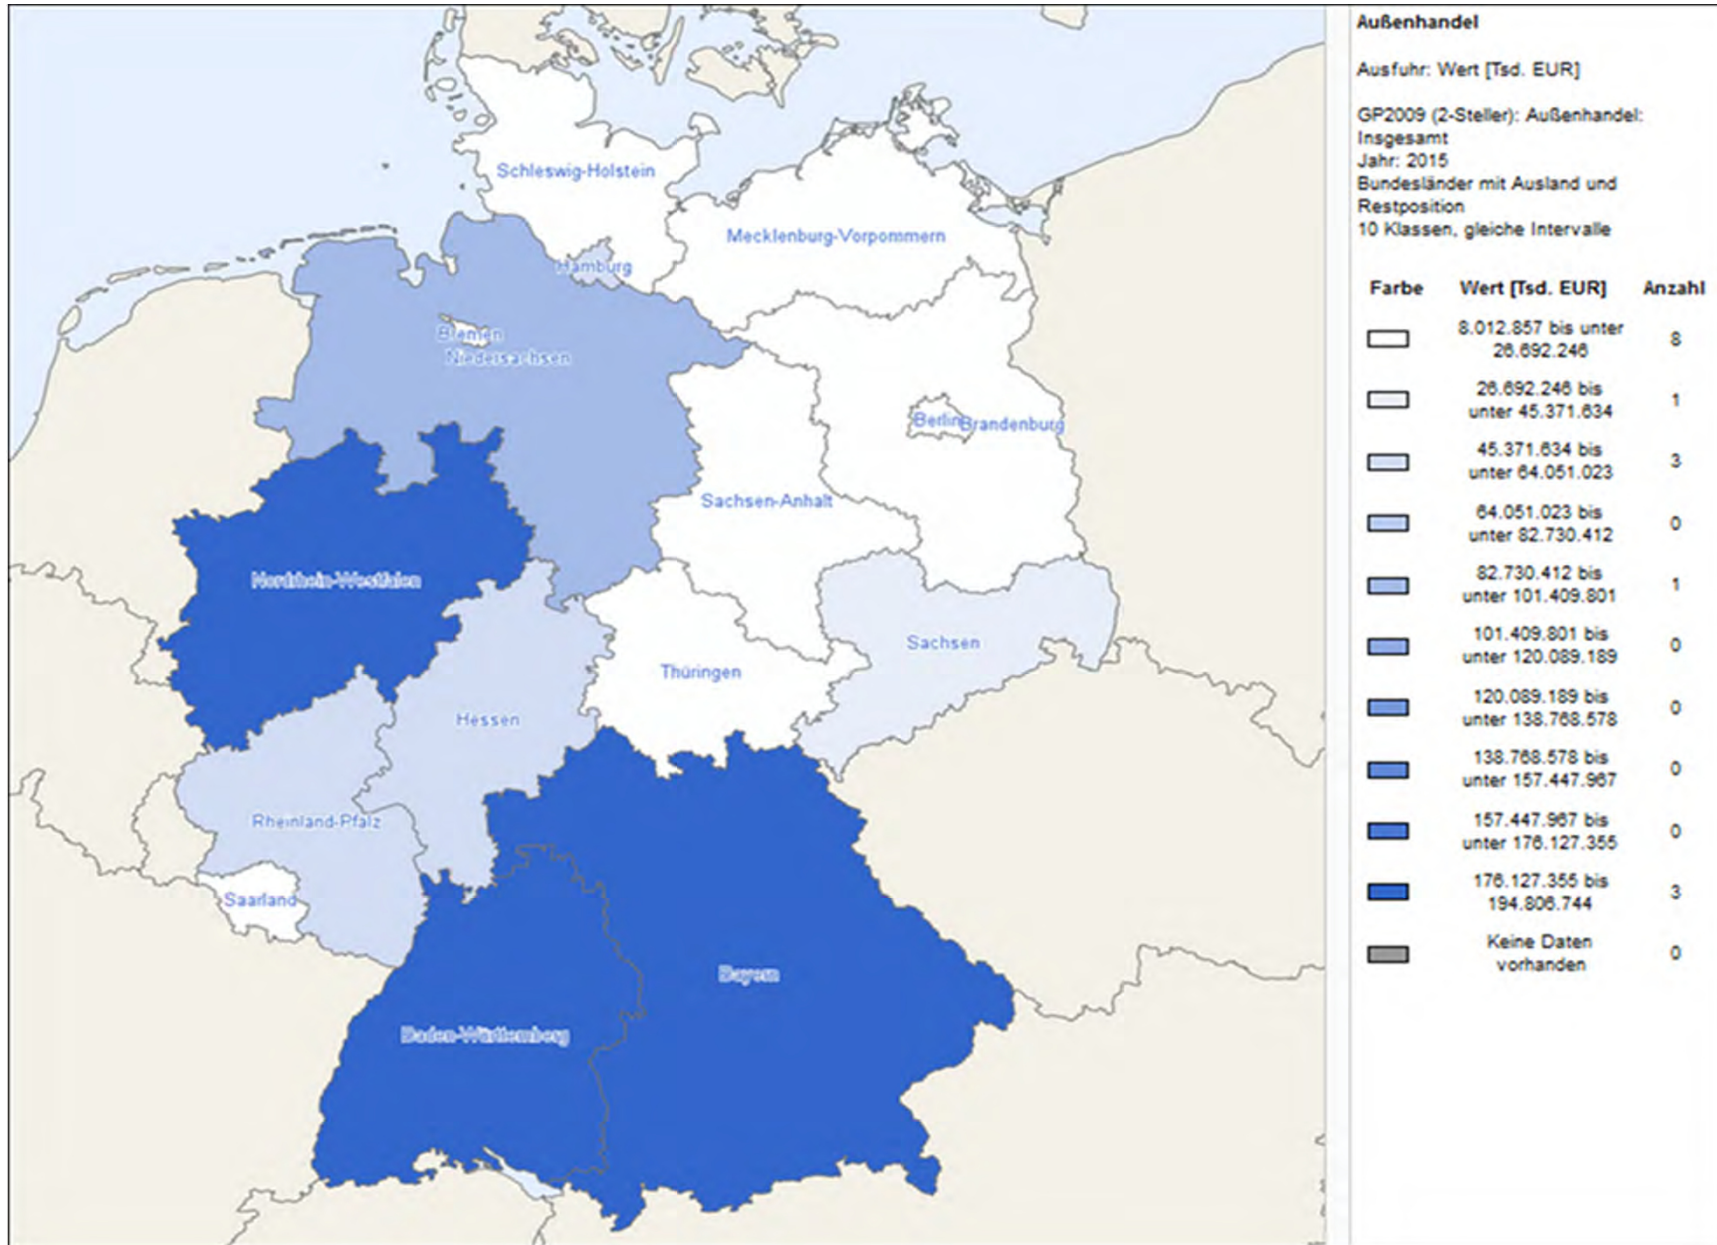 Schleswig-Holstein
Mecklenburg-Vorpommern
Hamburg
Bremen
Niedersachsen
Berlin
Brandenburg
Sachsen-Anhalt
Nordrhein-Westfalen
Sachsen
Thüringen
Hessen
Rheinland-Pfalz
Saarland
Bayern
Baden-Württemberg
Außenhandel
Ausfuhr: Wert [Tsd. EUR]
GP2009 (2-Steller): Außenhandel:
Insgesamt
Jahr: 2015
Bundesländer mit Ausland und
Restposition
10 Klassen, gleiche Intervalle
Farbe Wert [Tsd. EUR] Anzahl
8.012.857 bis unter
26.692.246 8
26.692.246 bis
unter 45.371.634 1
45.371.634 bis
unter 64.051.023 3
64.051.023 bis
unter 82.730.412 0
82.730.412 bis
unter 101.409.801 1
101.409.801 bis
unter 120.089.189 0
120.089.189 bis
unter 138.768.578 0
138.768.578 bis
unter 157.447.967 0
157.447.967 bis
unter 176.127.355 0
176.127.355 bis
194.806.744 3
Keine Daten
vorhanden 0